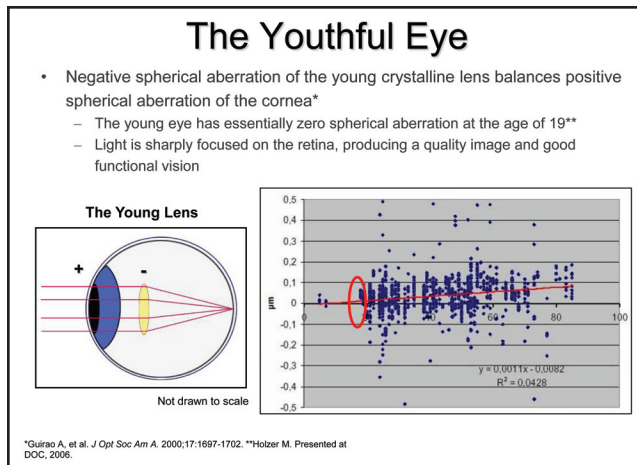 The Youthful Eye
• Negative spherical aberration of the young crystalline lens balances positive
spherical aberration of the cornea*
– The young eye has essentially zero spherical aberration at the age of 19**
– Light is sharply focused on the retina, producing a quality image and good
functional vision
The Young Lens
+ -
Not drawn to scale
µm
0,5
0,4
0,3
0,2
0,1
0
-0,1
-0,2
-0,3
-0,4
-0,5
0 20 40 60 80 100
y = 0,0011x - 0,0082
R² = 0,0428
*Guirao A, et al. J Opt Soc Am A. 2000;17:1697-1702. **Holzer M. Presented at
DOC, 2006.